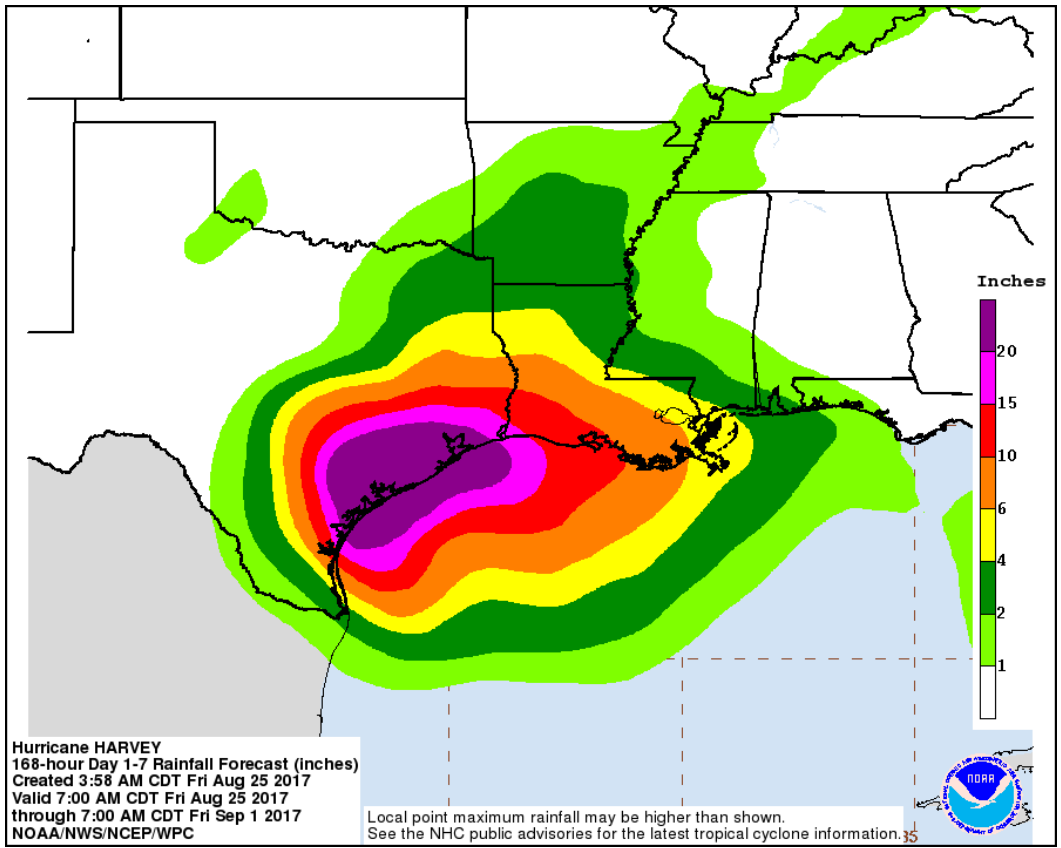 Inches
20
15
10
6
4
2
1
Hurricane HARVEY
168-hour Day 1-7 Rainfall Forecast (inches)
Created 3:58 AM CDT Fri Aug 25 2017
Valid 7:00 AM CDT Fri Aug 25 2017
through 7:00 AM CDT Fri Sep 1 2017
NOAA/NWS/NCEP/WPC
Local point maximum rainfall may be higher than shown.
See the NHC public advisories for the latest tropical cyclone information.
NOAA